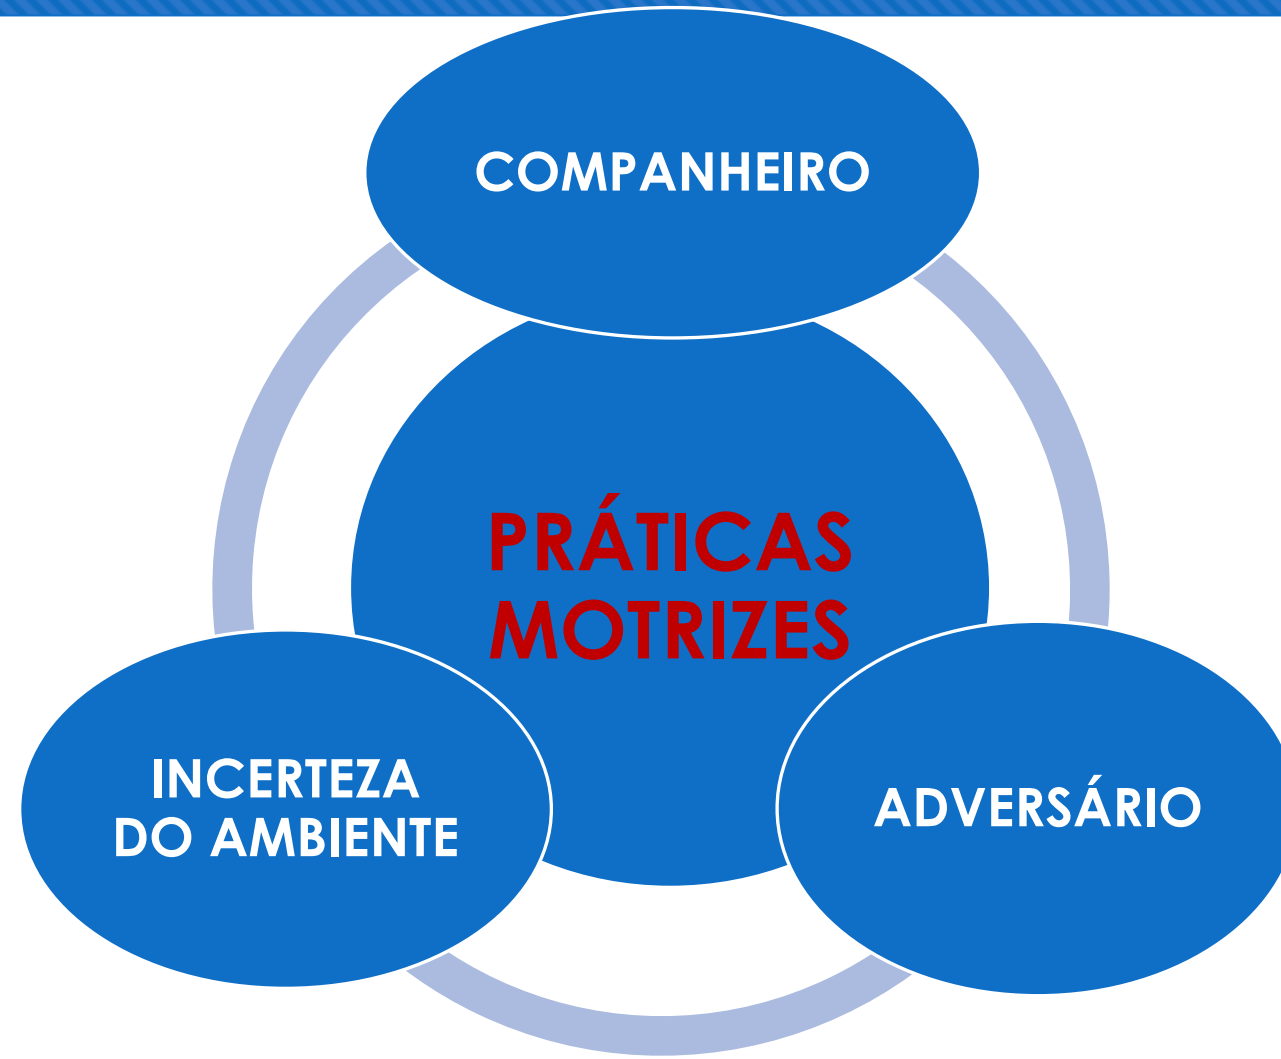 COMPANHEIRO
PRÁTICAS
MOTRIZES
INCERTEZA
DO AMBIENTE
ADVERSÁRIO